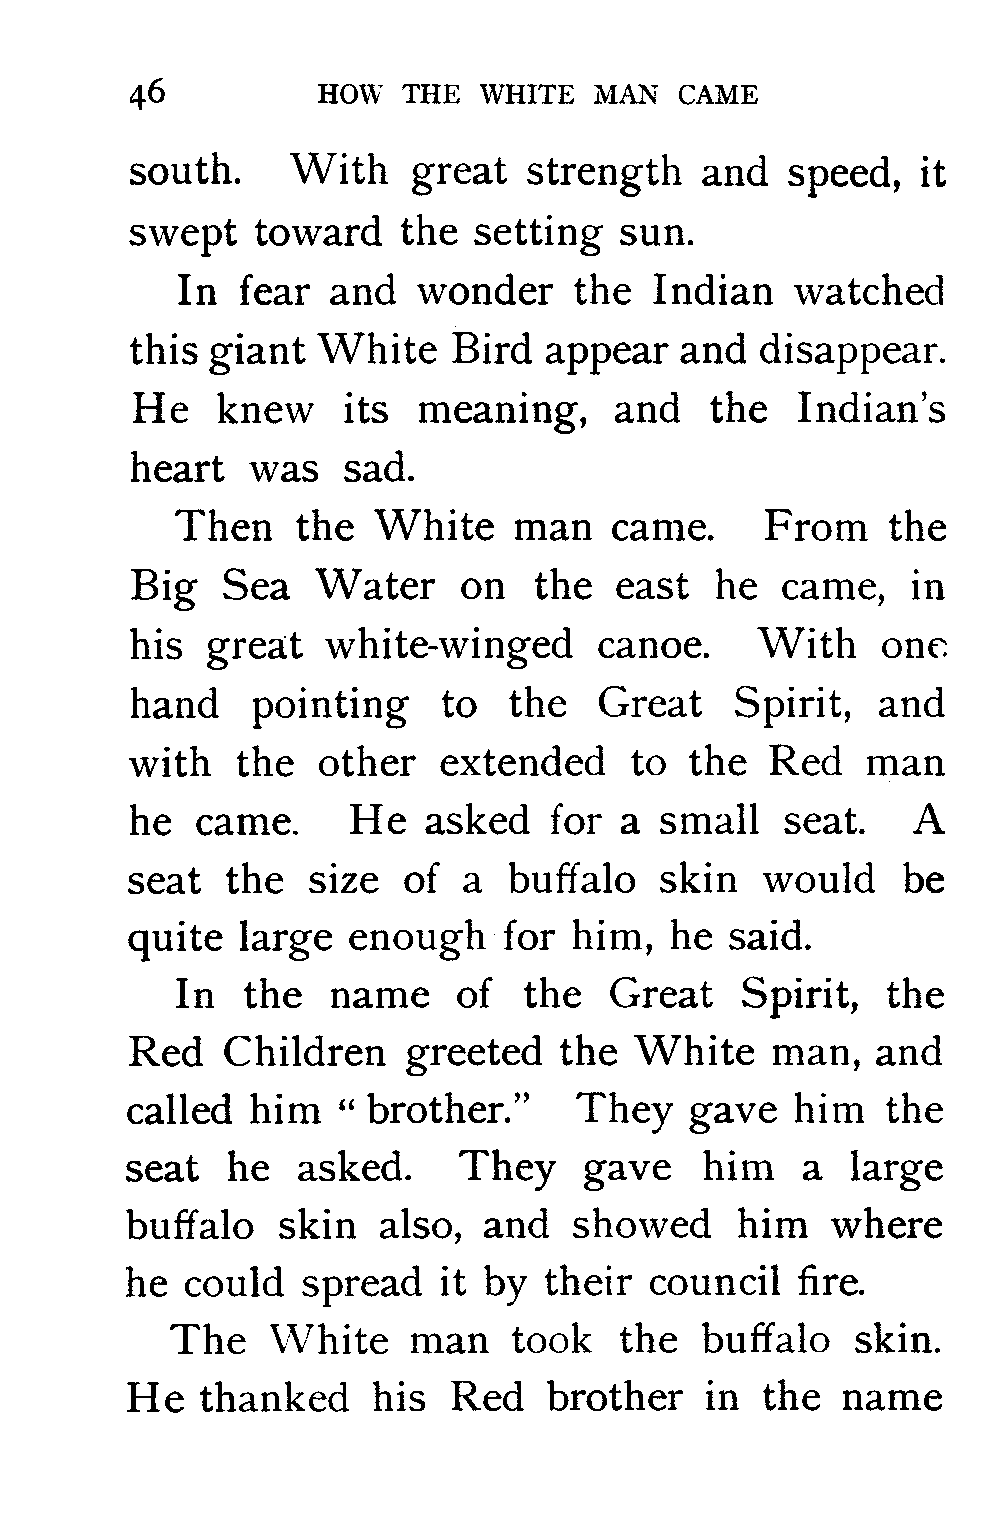 46 HOW THE WHITE MAN CAME
south. With great strength and speed, it
swept toward the setting sun.
In fear and wonder the Indian watched
this giant White Bird appear and disappear.
He knew its meaning, and the Indian's
heart was sad.
Then the White man came. From the
Big Sea Water on the east he came, in
his great white-winged canoe. With one
hand pointing to the Great Spirit, and
with the other extended to the Red man
he came. He asked for a small seat. A
seat the size of a buffalo skin would be
quite large enough for him, he said.
In the name of the Great Spirit, the
Red Children greeted the White man, and
called him “ brother.” They gave him the
seat he asked. They gave him a large
buffalo skin also, and showed him where
he could spread it by their council fire.
The White man took the buffalo skin.
He thanked his Red brother in the name